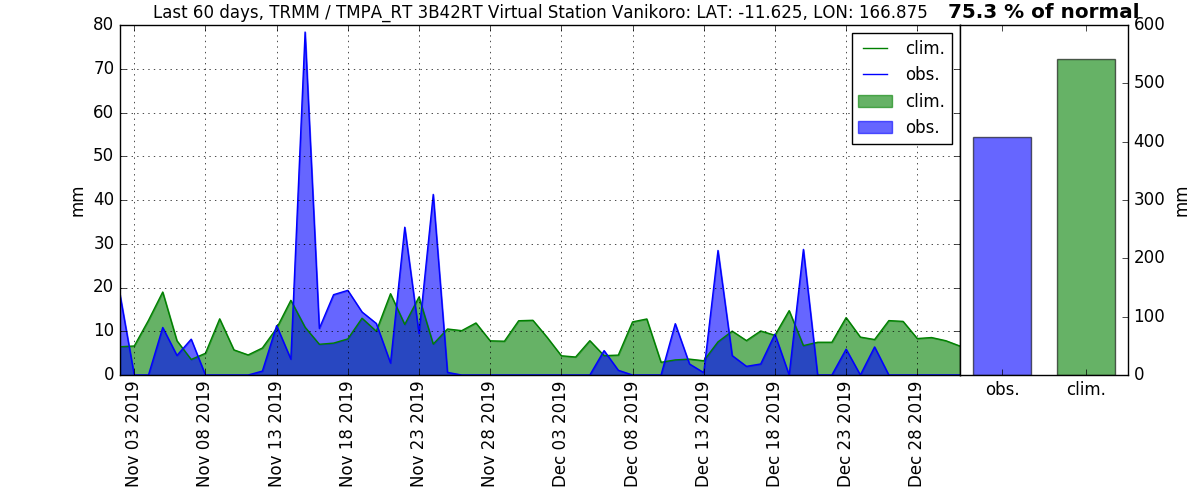 Last 60 days, TRMM / TMPA_RT 3B42RT Virtual Station Vanikoro: LAT: -11.625, LON: 166.875
75.3 % of normal
80
70
60
50
40
30
20
10
0
mm
clim.
obs.
clim.
obs.
Nov 03 2019
Nov 08 2019
Nov 13 2019
Nov 18 2019
Nov 23 2019
Nov 28 2019
Dec 03 2019
Dec 08 2019
Dec 13 2019
Dec 18 2019
Dec 23 2019
Dec 28 2019
600
500
400
300
200
100
0
mm
obs.
clim.